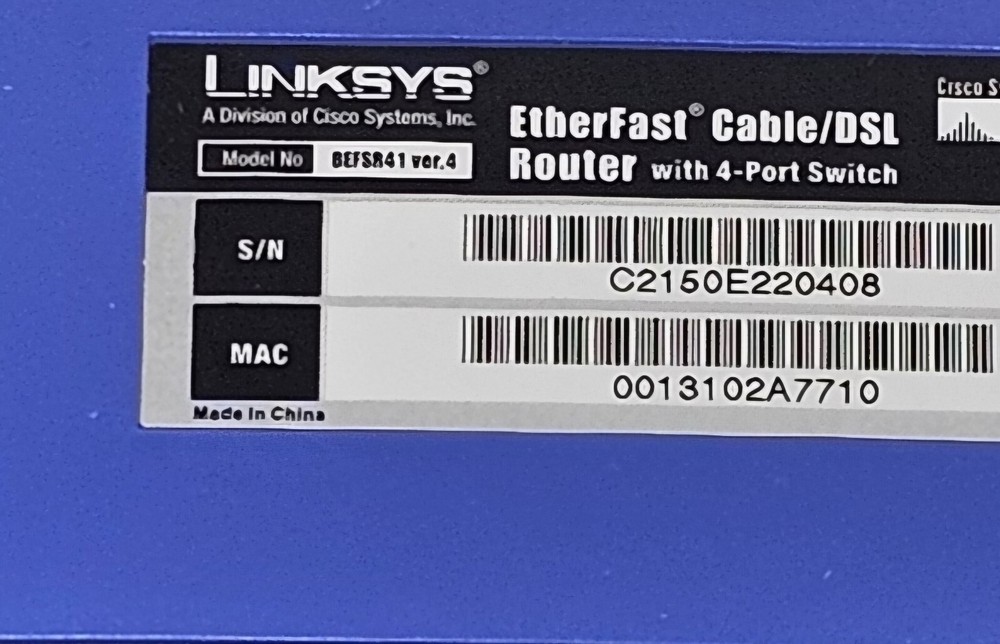 LINKSYS®
A Division of Cisco Systems, Inc.
Model No BEFSR41 ver.4
EtherFast® Cable/DSL
Router with 4-Port Switch
Cisco S
S/N
C2150E220408
MAC
0013102A7710
Made in China